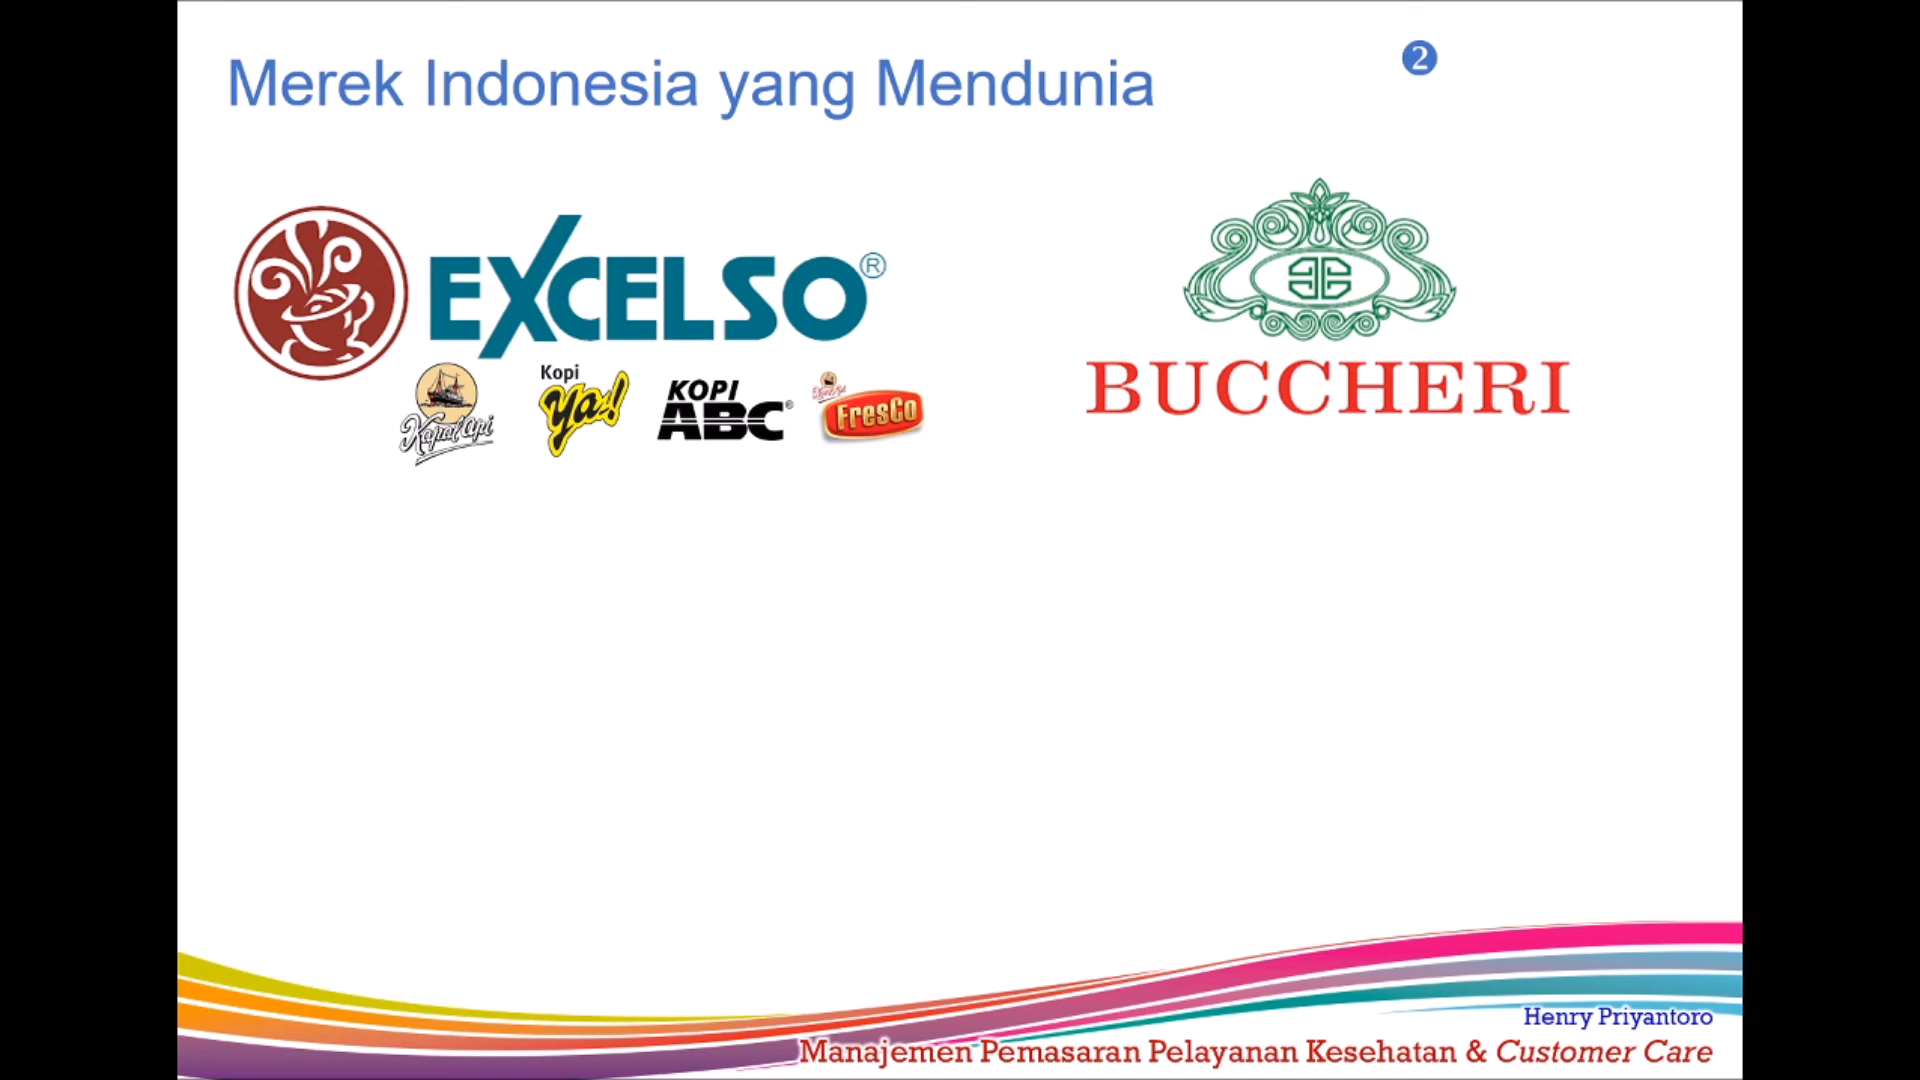 Merek Indonesia yang Mendunia
2
EXCELSO®
Kapal Api
Kopi
ya!
KOPI
ABC®
FresCo
BUCCHERI
Henry Priyantoro
Manajemen Pemasaran Pelayanan Kesehatan & Customer Care